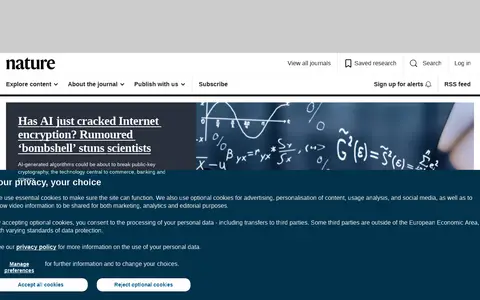 nature
View all journals
Saved research
Search
Log in
Explore content
About the journal
Publish with us
Subscribe
Sign up for alerts
RSS feed
Has AI just cracked Internet
encryption? Rumoured
‘bombshell’ stuns scientists
AI-generated algorithms could be about to break public-key
cryptography, the technology central to commerce, banking and
our privacy, your choice
e use essential cookies to make sure the site can function. We also use optional cookies for advertising, personalisation of content, usage analysis, and social media, as well as to
low video information to be shared for both marketing, analytics and editorial purposes.
y accepting optional cookies, you consent to the processing of your personal data - including transfers to third parties. Some third parties are outside of the European Economic Area,
th varying standards of data protection.
ee our privacy policy for more information on the use of your personal data.
Manage preferences for further information and to change your choices.
Accept all cookies
Reject optional cookies